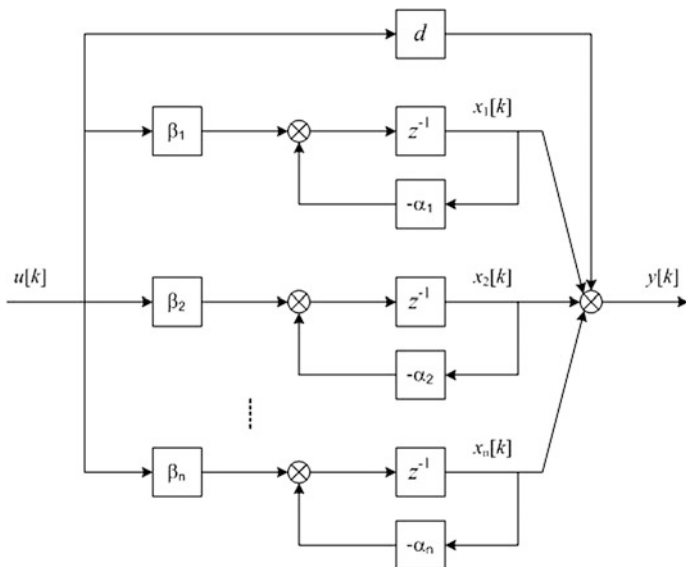 d
x₁[k]
β₁
z⁻¹
-α₁
u[k]
x₂[k]
y[k]
β₂
z⁻¹
-α₂
xₙ[k]
βₙ
z⁻¹
-αₙ